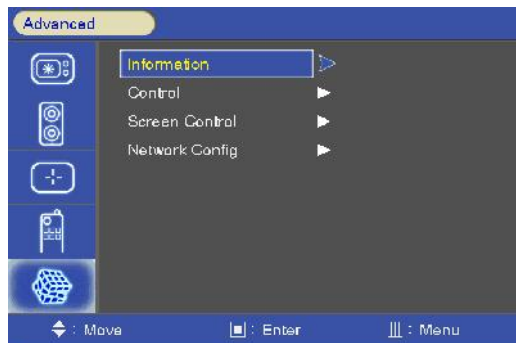 Advanced
Information
Control
Screen Control
Network Config
: Move : Enter : Menu